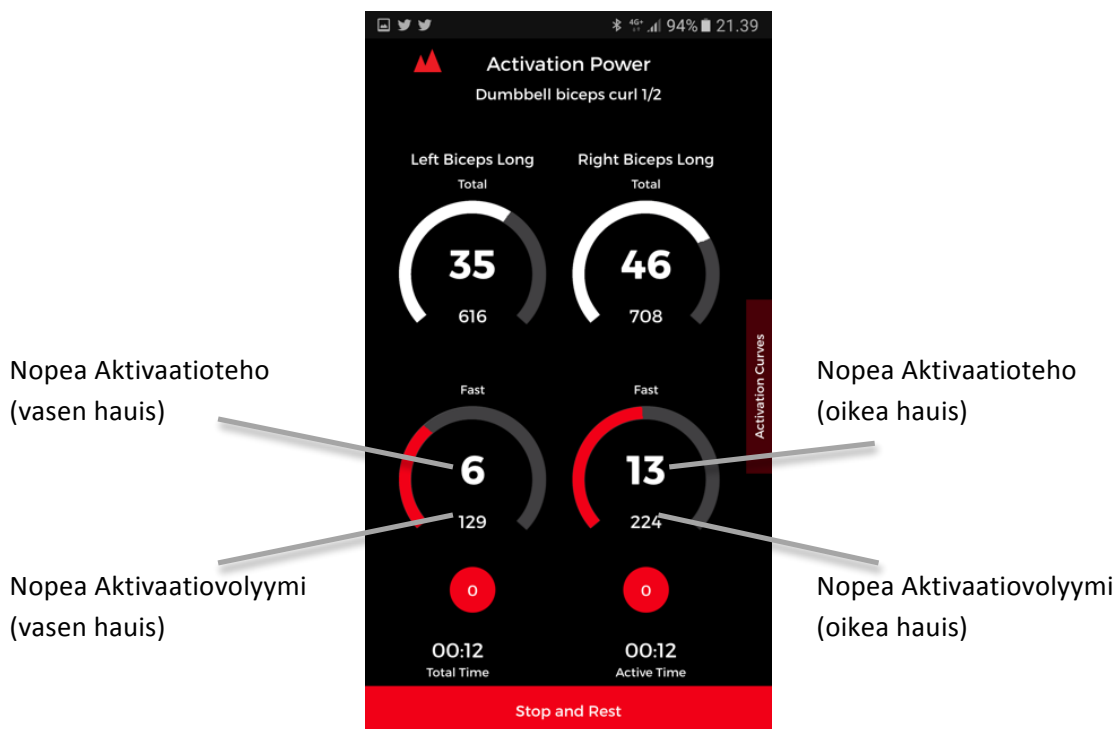 4G+ 94% 21.39
Activation Power
Dumbbell biceps curl 1/2
Left Biceps Long
Right Biceps Long
Total
Total
35
46
616
708
Activation Curves
Nopea Aktivaatioteho
(vasen hauis)
Nopea Aktivaatioteho
(oikea hauis)
Fast
Fast
6
13
129
224
Nopea Aktivaatiovolyymi
(vasen hauis)
Nopea Aktivaatiovolyymi
(oikea hauis)
0
0
00:12
00:12
Total Time
Active Time
Stop and Rest